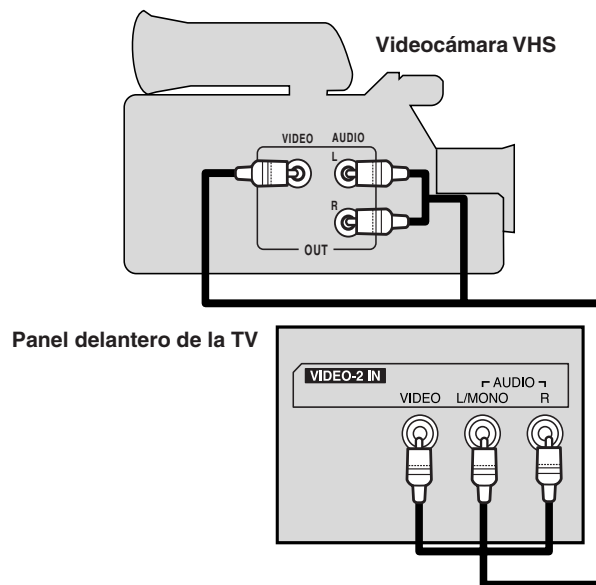 Videocámara VHS
VIDEO AUDIO
L
R
OUT
Panel delantero de la TV
VIDEO-2 IN
AUDIO
VIDEO L/MONO R